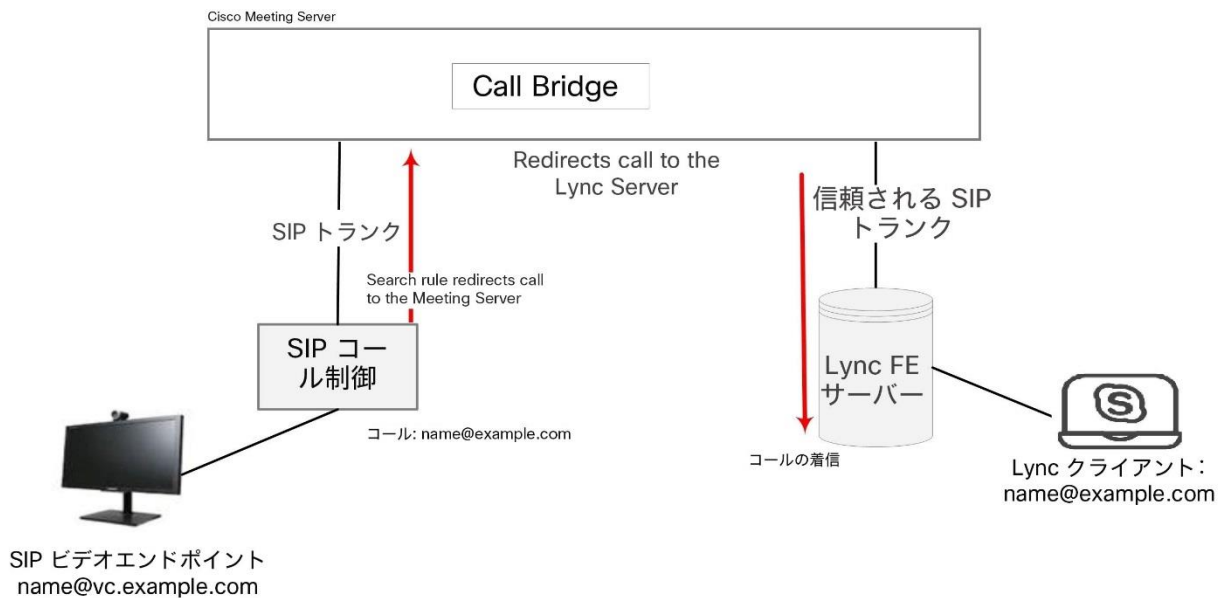 Cisco Meeting Server
Call Bridge
Redirects call to the
Lync Server
SIP トランク
信頼される SIP
トランク
Search rule redirects call
to the Meeting Server
SIP コー
ル制御
Lync FE
サーバー
コール: name@example.com
コールの着信
S
Lync クライアント:
name@example.com
SIP ビデオエンドポイント
name@vc.example.com